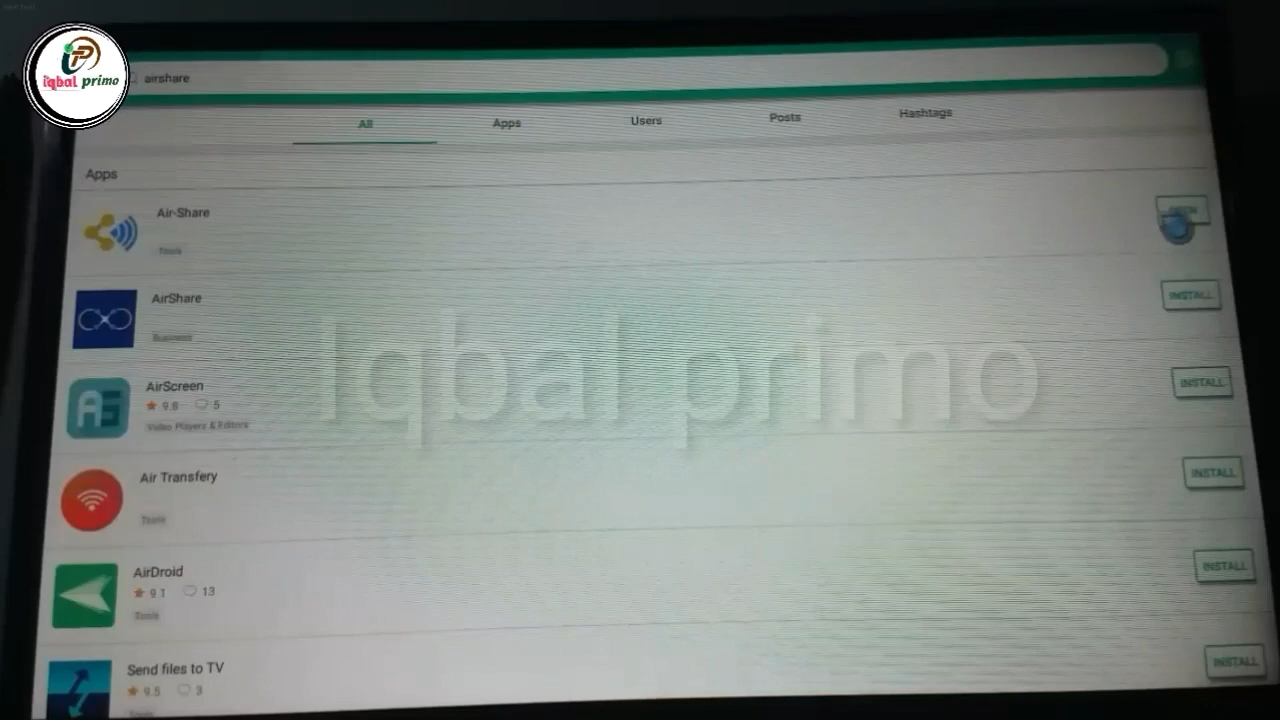 iqbal primo
airshare
All
Apps
Users
Posts
Hashtags
Apps
Air-Share
Tools
AirShare
Business
INSTALL
AirScreen
9.8 5
Video Players & Editors
INSTALL
Air Transfery
Tools
INSTALL
AirDroid
9.1 13
Tools
INSTALL
Send files to TV
9.5 3
Tools
INSTALL
Iqbal primo